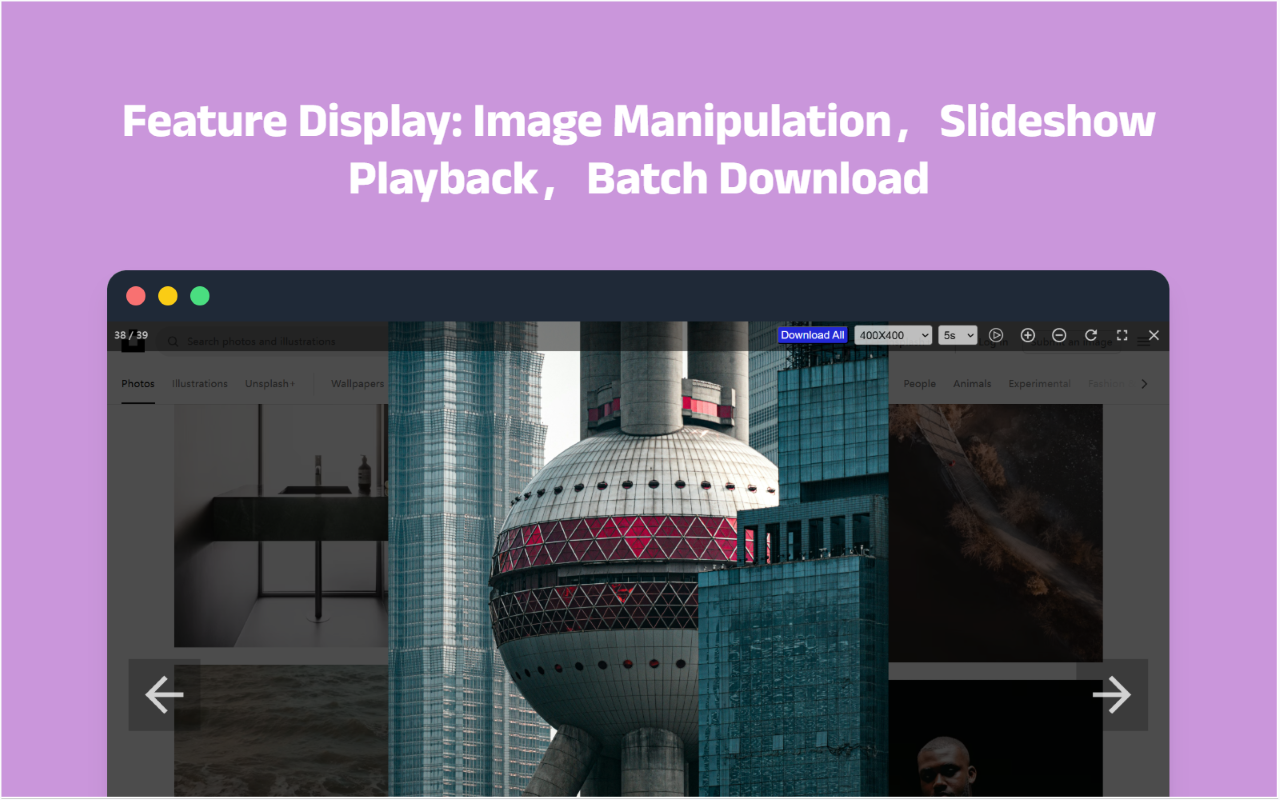 Feature Display: Image Manipulation，Slideshow
Playback，Batch Download
38 / 39
Download All
400X400
5s
Search photos and illustrations
Photos
Illustrations
Unsplash+
Wallpapers
People
Animals
Experimental
Fashion